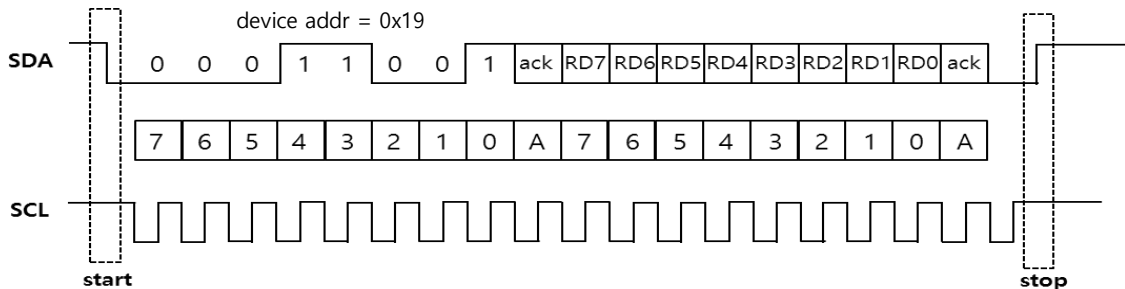 device addr = 0x19
SDA 0 0 0 1 1 0 0 1 ack RD7 RD6 RD5 RD4 RD3 RD2 RD1 RD0 ack
7 6 5 4 3 2 1 0 A 7 6 5 4 3 2 1 0 A
SCL
start stop